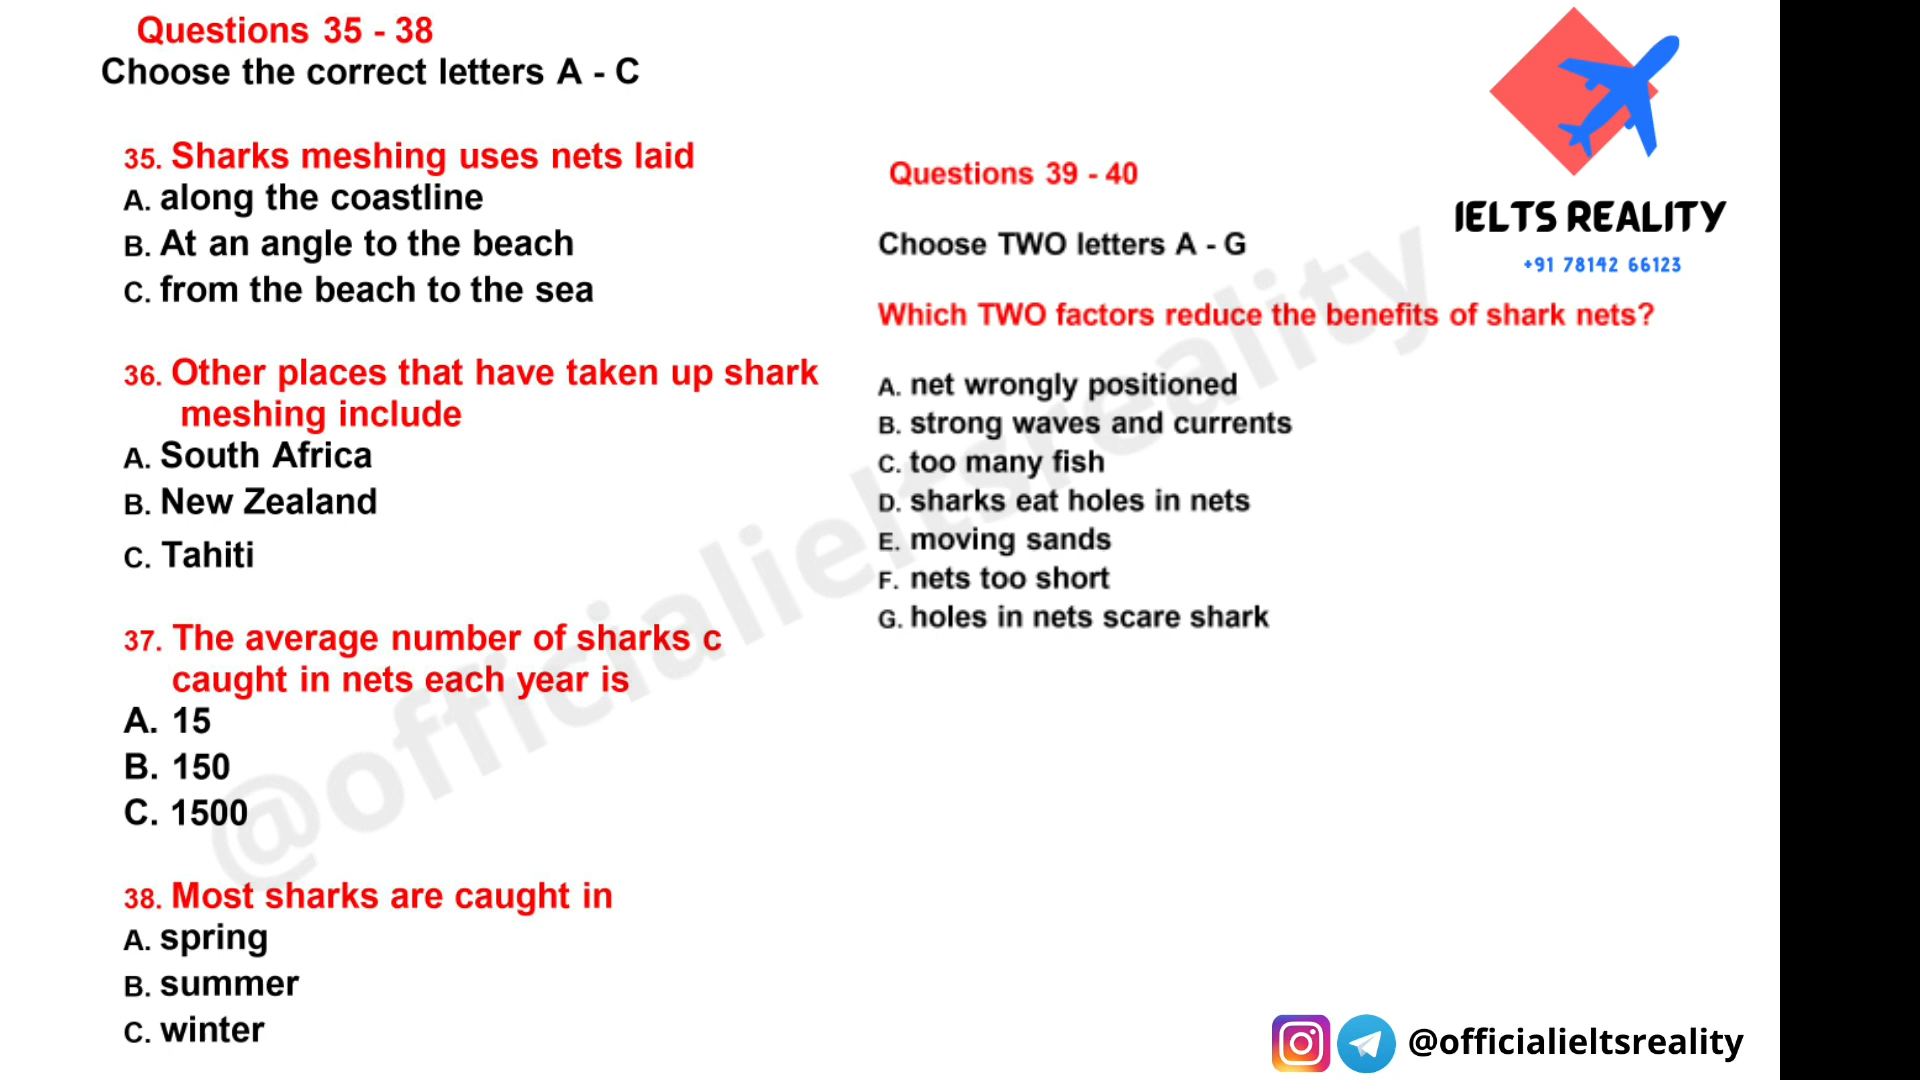 Questions 35 - 38
Choose the correct letters A - C
35. Sharks meshing uses nets laid
A. along the coastline
B. At an angle to the beach
C. from the beach to the sea
36. Other places that have taken up shark
meshing include
A. South Africa
B. New Zealand
C. Tahiti
37. The average number of sharks c
caught in nets each year is
A. 15
B. 150
C. 1500
38. Most sharks are caught in
A. spring
B. summer
C. winter
Questions 39 - 40
Choose TWO letters A - G
Which TWO factors reduce the benefits of shark nets?
A. net wrongly positioned
B. strong waves and currents
C. too many fish
D. sharks eat holes in nets
E. moving sands
F. nets too short
G. holes in nets scare shark
IELTS REALITY
+91 78142 66123
@officialieltsreality
@officialieltsreality